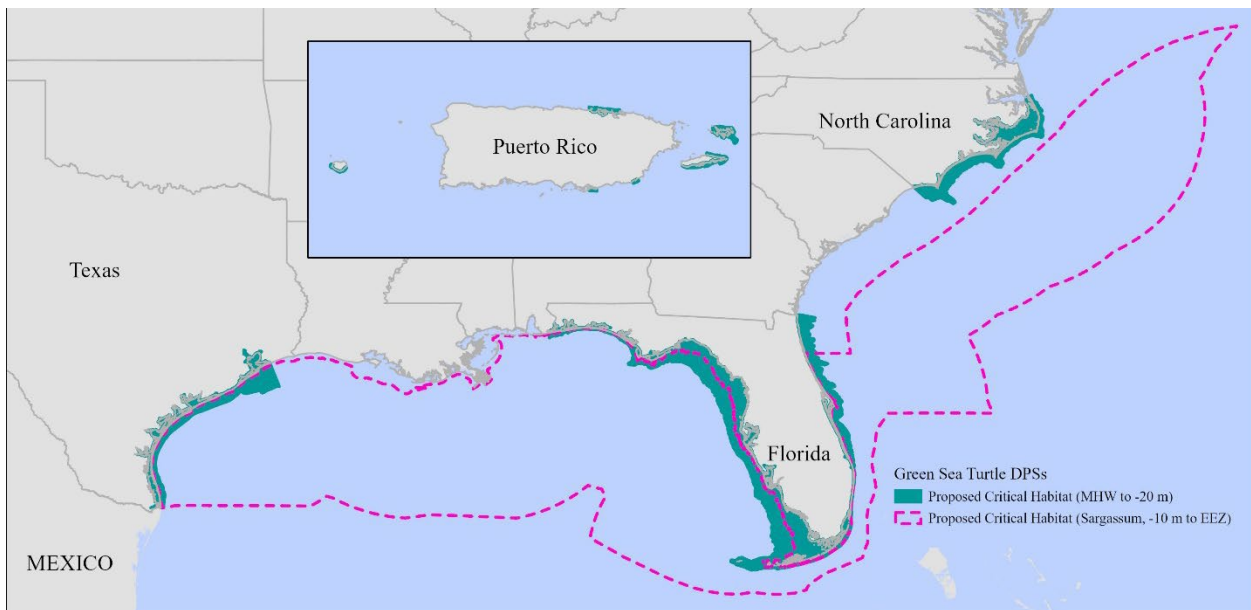 North Carolina
Puerto Rico
Texas
Florida
Green Sea Turtle DPSs
Proposed Critical Habitat (MHW to -20 m)
Proposed Critical Habitat (Sargassum, -10 m to EEZ)
MEXICO